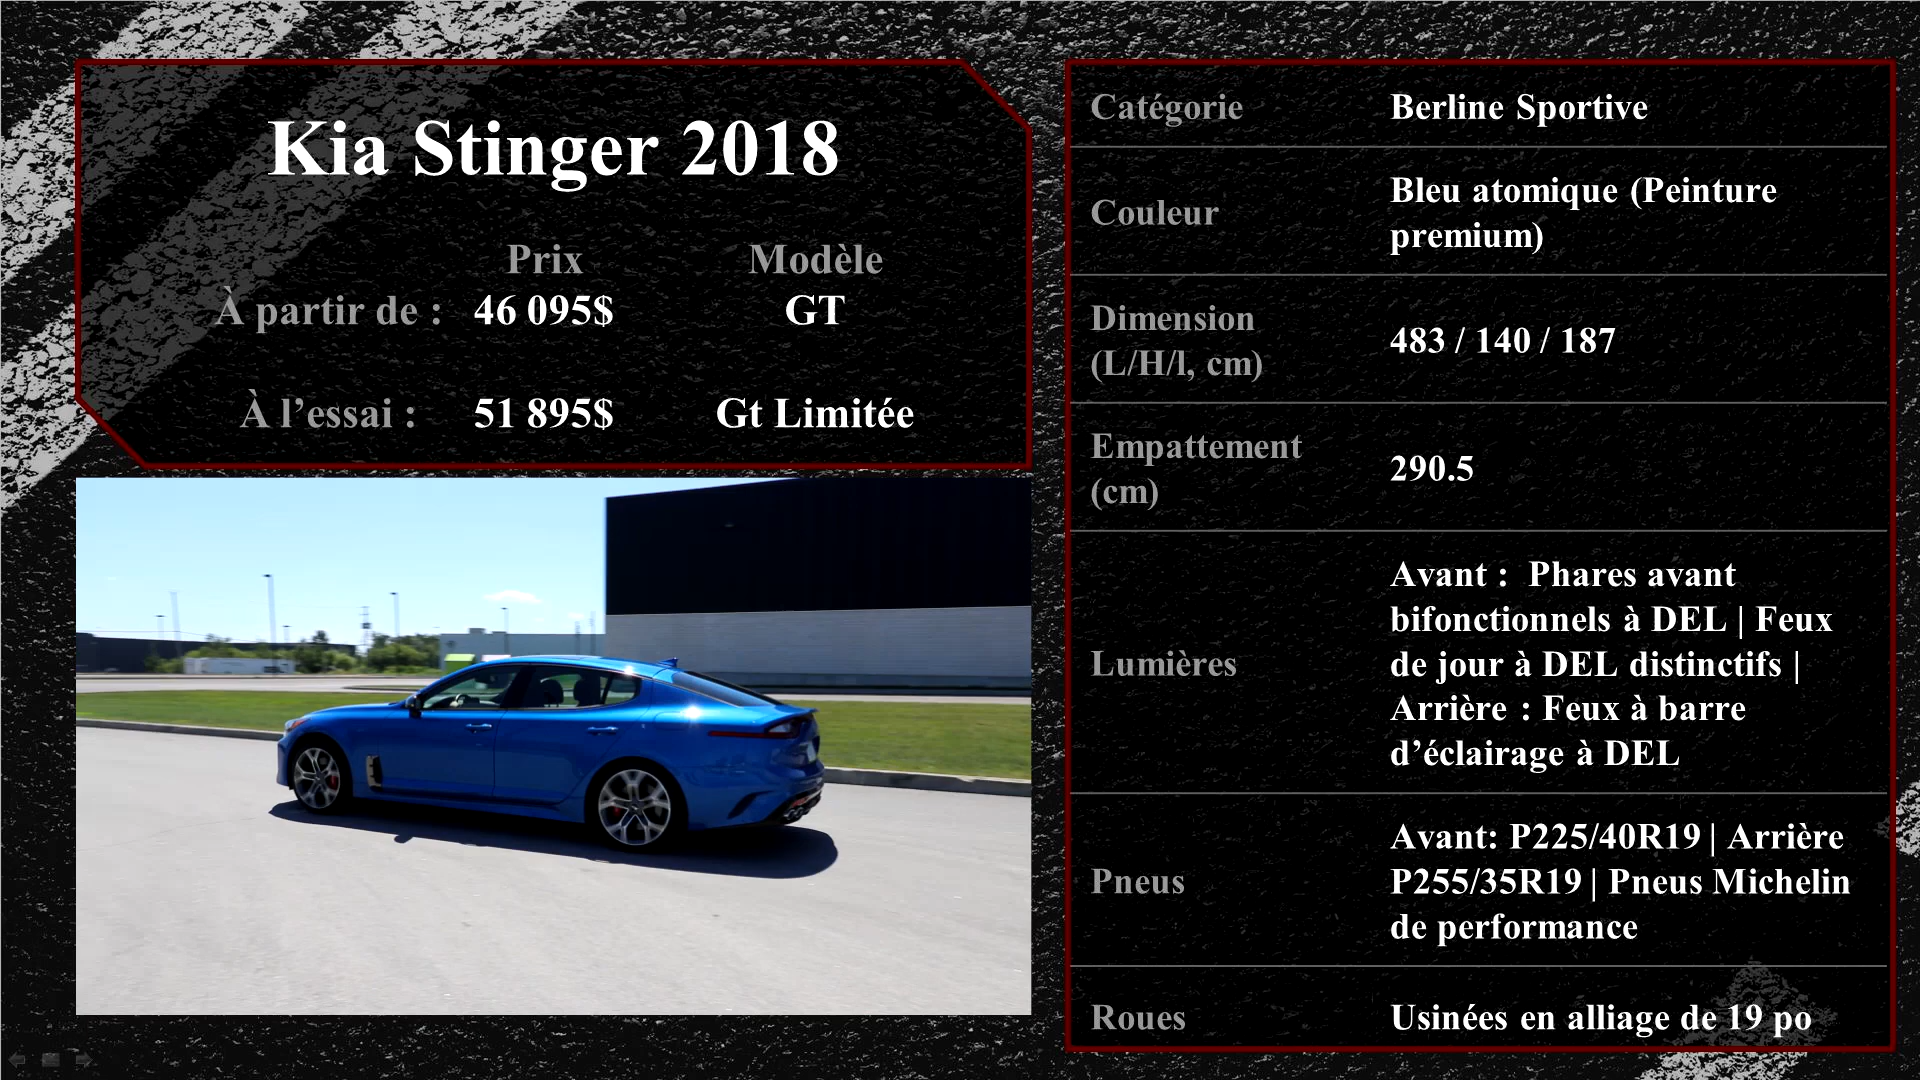 Kia Stinger 2018
Prix Modèle
À partir de : 46 095$ GT
À l’essai : 51 895$ Gt Limitée
Catégorie Berline Sportive
Couleur Bleu atomique (Peinture
premium)
Dimension
(L/H/l, cm) 483 / 140 / 187
Empattement
(cm) 290.5
Lumières Avant :  Phares avant
bifonctionnels à DEL | Feux
de jour à DEL distinctifs |
Arrière : Feux à barre
d’éclairage à DEL
Pneus Avant: P225/40R19 | Arrière
P255/35R19 | Pneus Michelin
de performance
Roues Usinées en alliage de 19 po